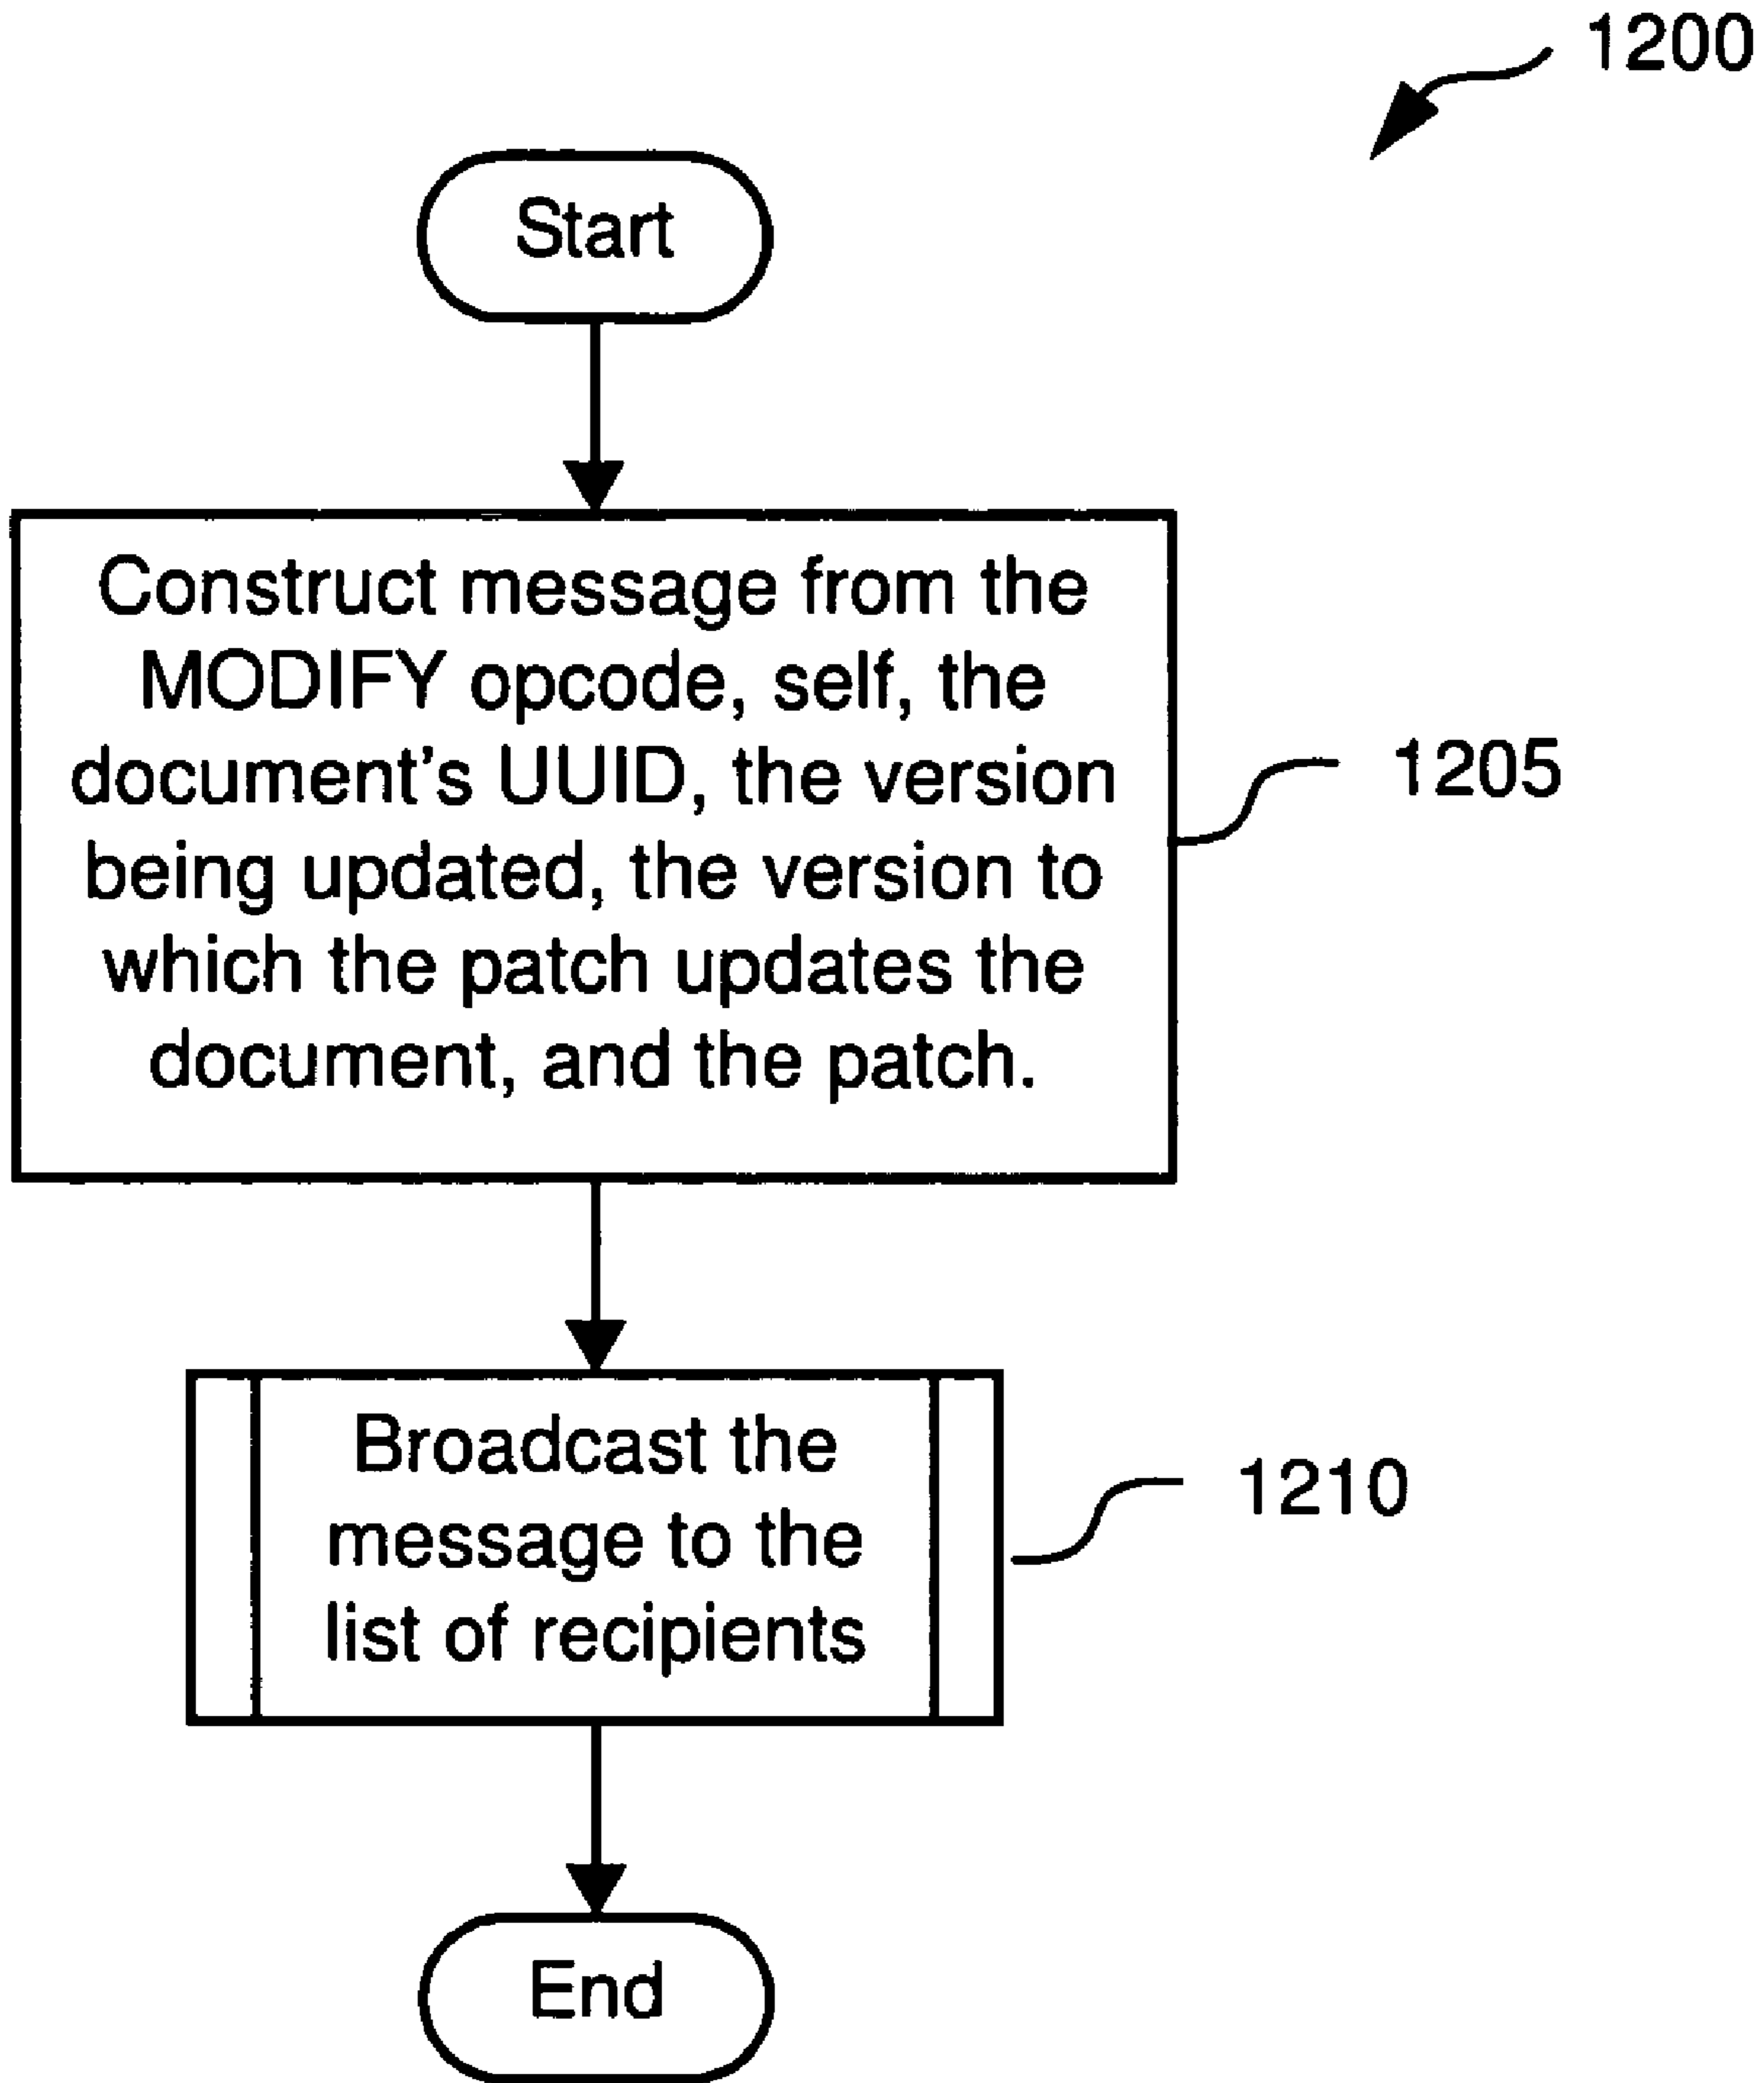 1200
Start
Construct message from the
MODIFY opcode, self, the
document's UUID, the version
being updated, the version to
which the patch updates the
document, and the patch.
1205
Broadcast the
message to the
list of recipients
1210
End